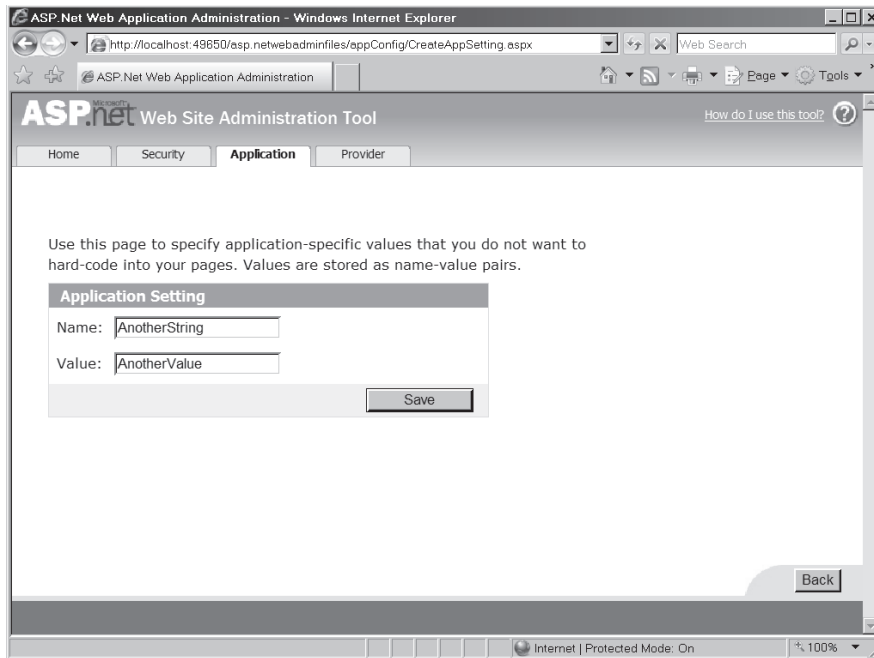 ASP.Net Web Application Administration - Windows Internet Explorer
http://localhost:49650/asp.netwebadminfiles/appConfig/CreateAppSetting.aspx
Web Search
ASP.Net Web Application Administration
Page
Tools
Microsoft
ASP.net Web Site Administration Tool
How do I use this tool? ?
Home Security Application Provider
Use this page to specify application-specific values that you do not want to
hard-code into your pages. Values are stored as name-value pairs.
Application Setting
Name: AnotherString
Value: AnotherValue
Save
Back
Internet | Protected Mode: On
100%